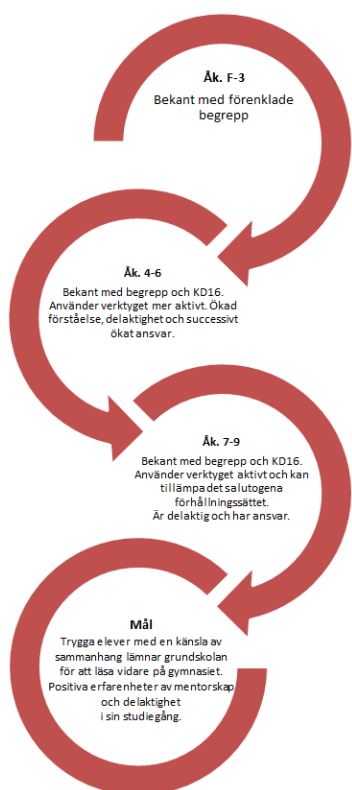 Åk. F-3
Bekant med förenklade
begrepp
Åk. 4-6
Bekant med begrepp och KD16.
Använder verktyget mer aktivt. Ökad
förståelse, delaktighet och successivt
ökat ansvar.
Åk. 7-9
Bekant med begrepp och KD16.
Använder verktyget aktivt och kan
tillämpa det salutogena
förhållningssättet.
Är delaktig och har ansvar.
Mål
Trygga elever med en känsla av
sammanhang lämnar grundskolan
för att läsa vidare på gymnasiet.
Positiva erfarenheter av mentorskap
och delaktighet
i sin studiegång.